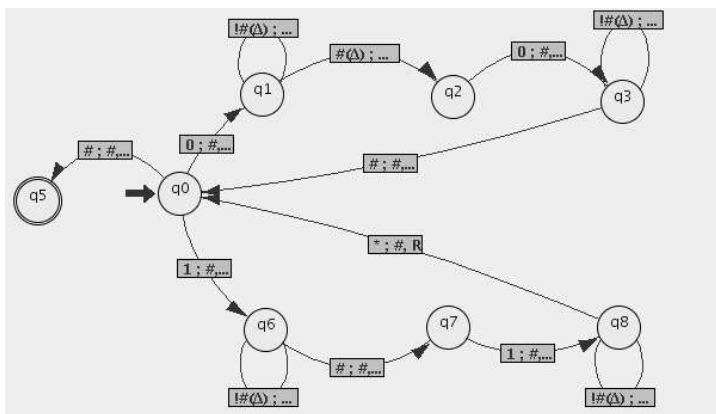 !#(Δ) ; ...
!#(Δ) ; ...
#(Δ) ; ...
0 ; #,...
q1
q2
q3
0 ; #,...
# ; #,...
# ; #,...
q5
q0
* ; #, R
1 ; #,...
q6
q7
q8
# ; #,...
1 ; #,...
!#(Δ) ; ...
!#(Δ) ; ...